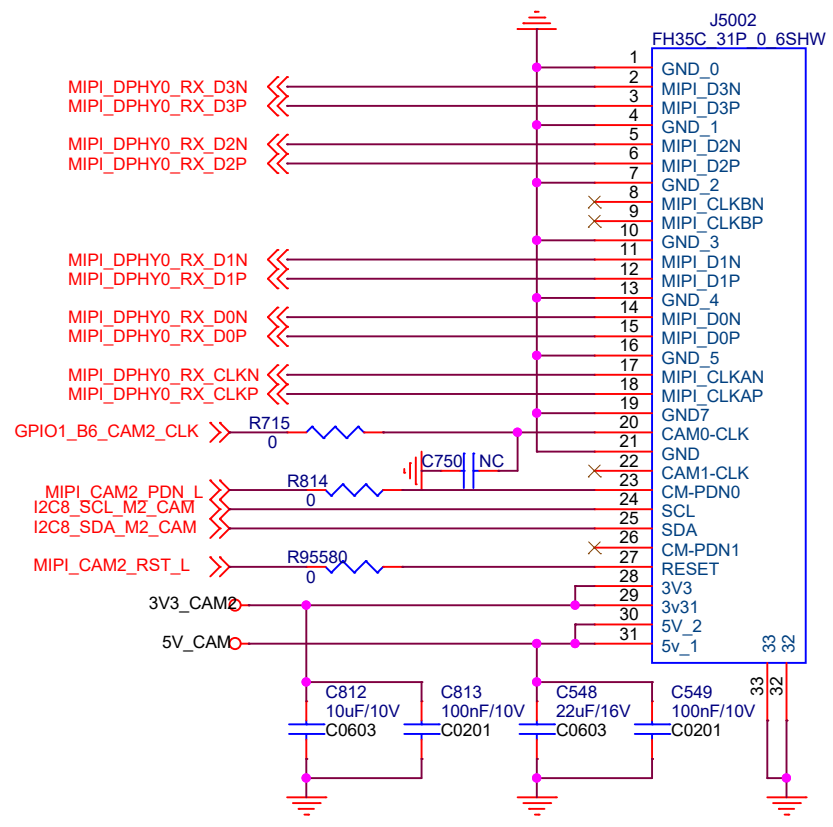 J5002
FH35C_31P_0_6SHW
1 GND_0
MIPI_DPHY0_RX_D3N 2 MIPI_D3N
MIPI_DPHY0_RX_D3P 3 MIPI_D3P
4 GND_1
MIPI_DPHY0_RX_D2N 5 MIPI_D2N
MIPI_DPHY0_RX_D2P 6 MIPI_D2P
7 GND_2
8 MIPI_CLKBN
9 MIPI_CLKBP
10 GND_3
MIPI_DPHY0_RX_D1N 11 MIPI_D1N
MIPI_DPHY0_RX_D1P 12 MIPI_D1P
13 GND_4
MIPI_DPHY0_RX_D0N 14 MIPI_D0N
MIPI_DPHY0_RX_D0P 15 MIPI_D0P
16 GND_5
MIPI_DPHY0_RX_CLKN 17 MIPI_CLKAN
MIPI_DPHY0_RX_CLKP 18 MIPI_CLKAP
19 GND7
GPIO1_B6_CAM2_CLK R715 0 20 CAM0-CLK
21 GND
C750 NC 22 CAM1-CLK
MIPI_CAM2_PDN_L R814 0 23 CM-PDN0
I2C8_SCL_M2_CAM 24 SCL
I2C8_SDA_M2_CAM 25 SDA
26 CM-PDN1
MIPI_CAM2_RST_L R95580 0 27 RESET
28 3V3
3V3_CAM2 29 3v31
30 5V_2
5V_CAM 31 5v_1
33 32
33 32
C812 C813 C548 C549
10uF/10V 100nF/10V 22uF/16V 100nF/10V
C0603 C0201 C0603 C0201